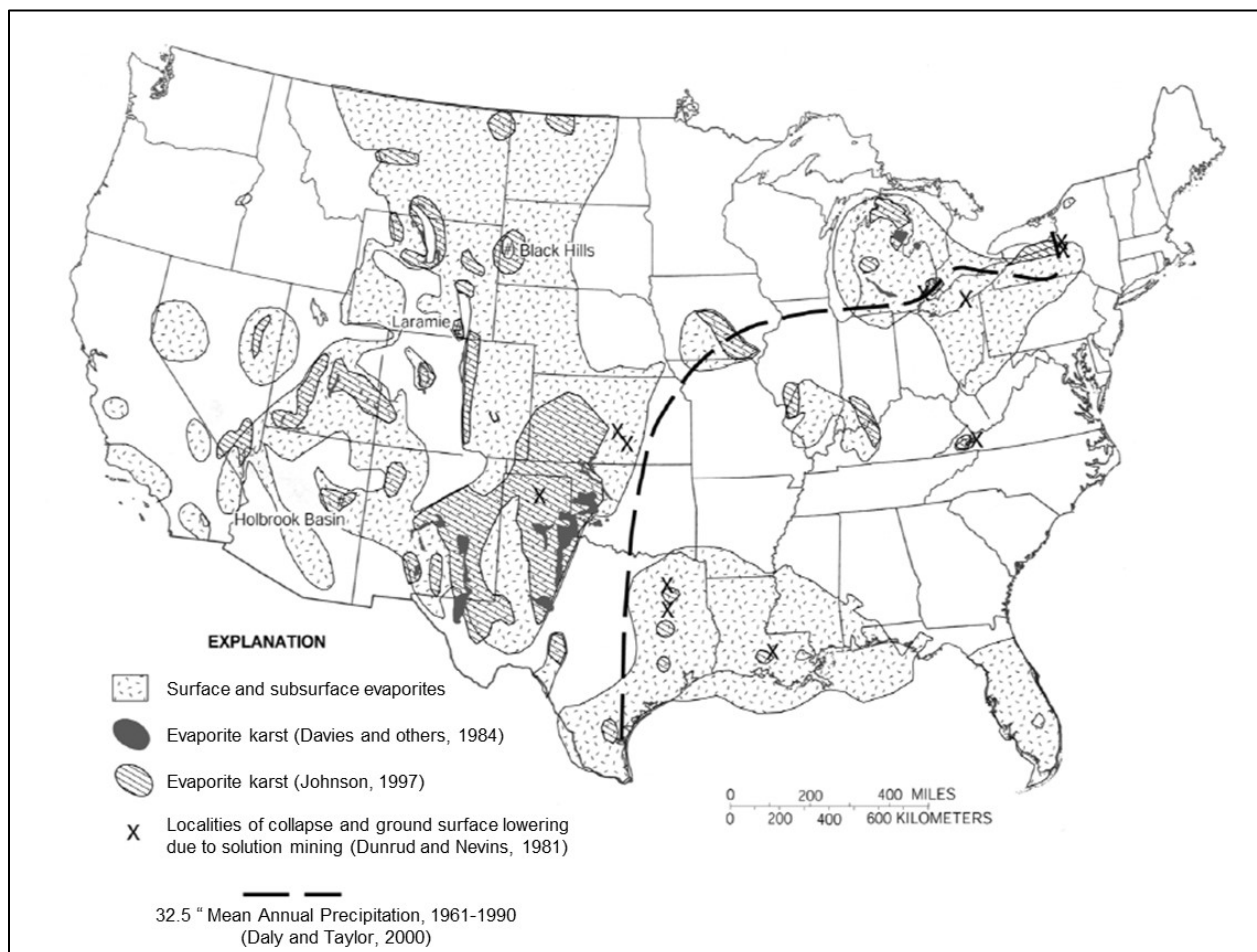 Black Hills
Laramie
Holbrook Basin
EXPLANATION
Surface and subsurface evaporites
Evaporite karst (Davies and others, 1984)
Evaporite karst (Johnson, 1997)
X Localities of collapse and ground surface lowering
due to solution mining (Dunrud and Nevins, 1981)
32.5 “ Mean Annual Precipitation, 1961-1990
(Daly and Taylor, 2000)
0 200 400 MILES
0 200 400 600 KILOMETERS
X
X
X
X
X
X
X
X
X
X
X
X